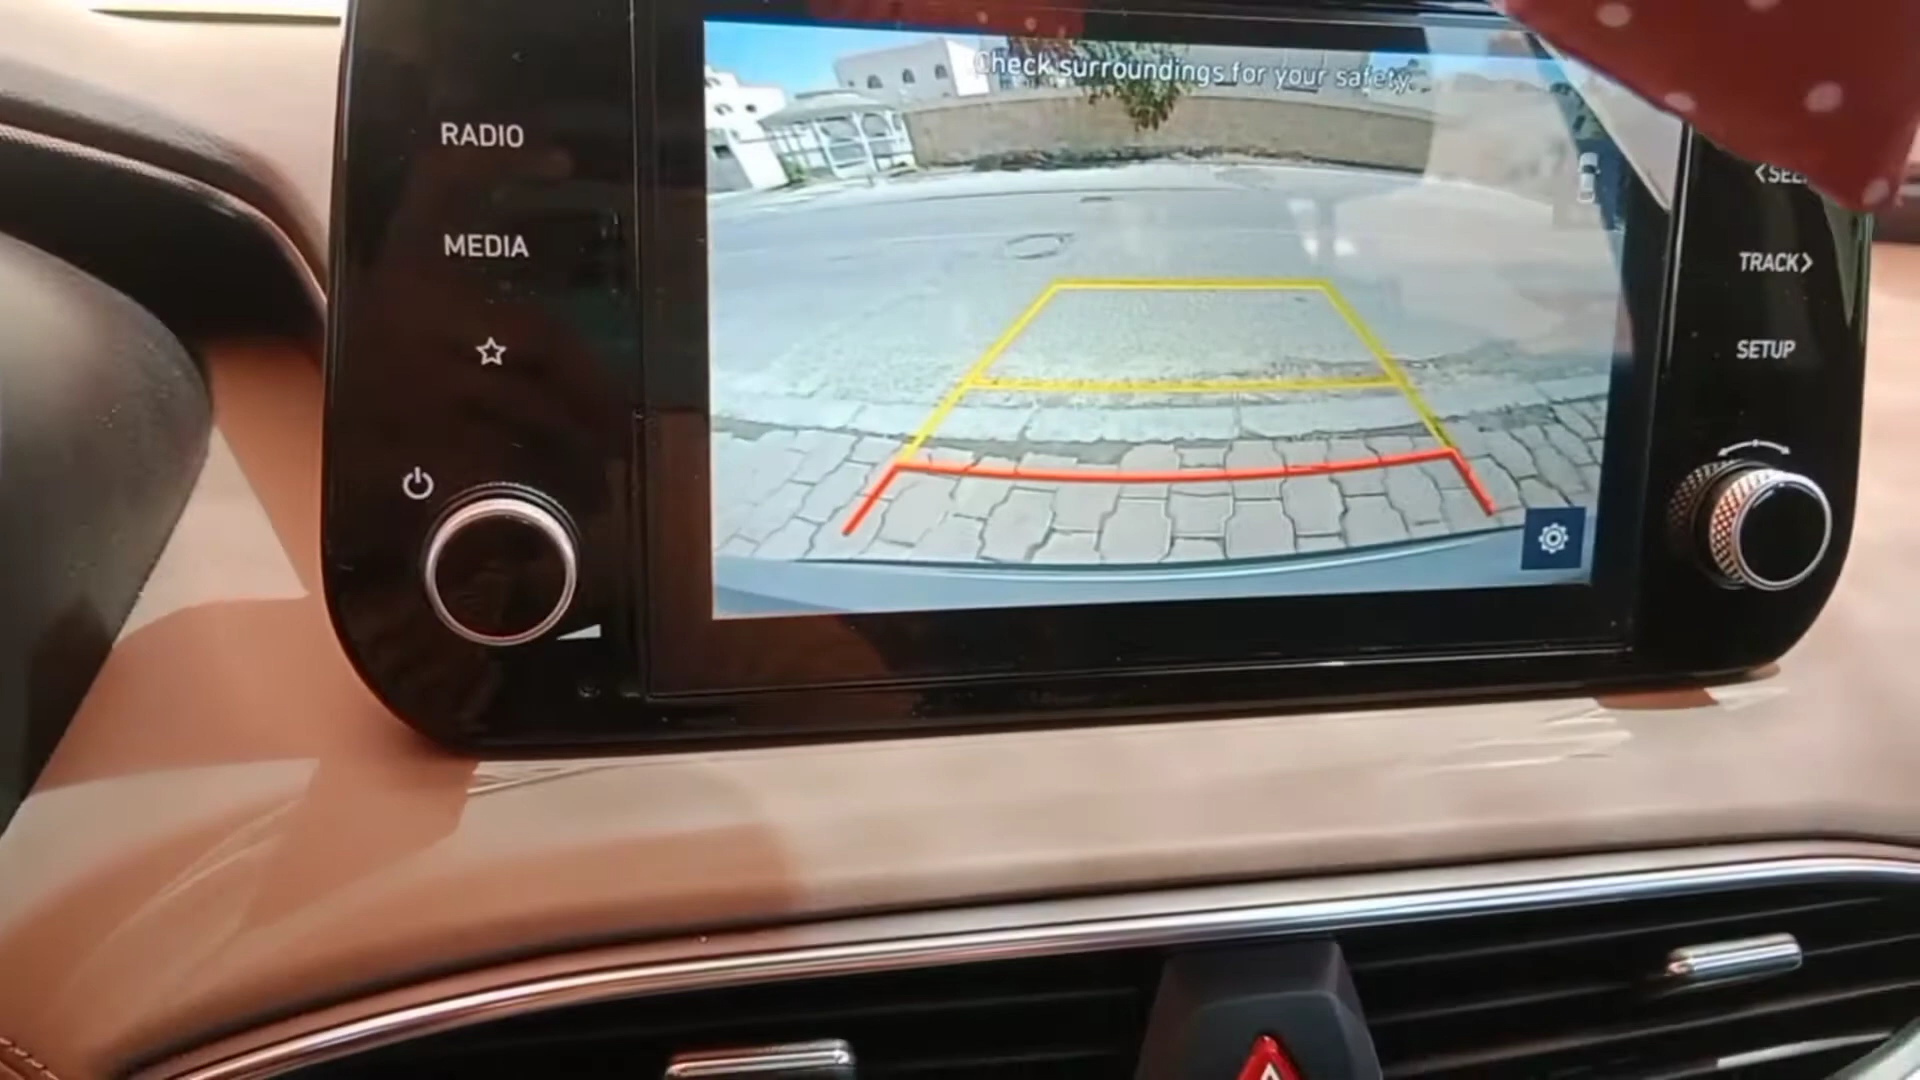 Check surroundings for your safety.
RADIO
MEDIA
TRACK>
SETUP